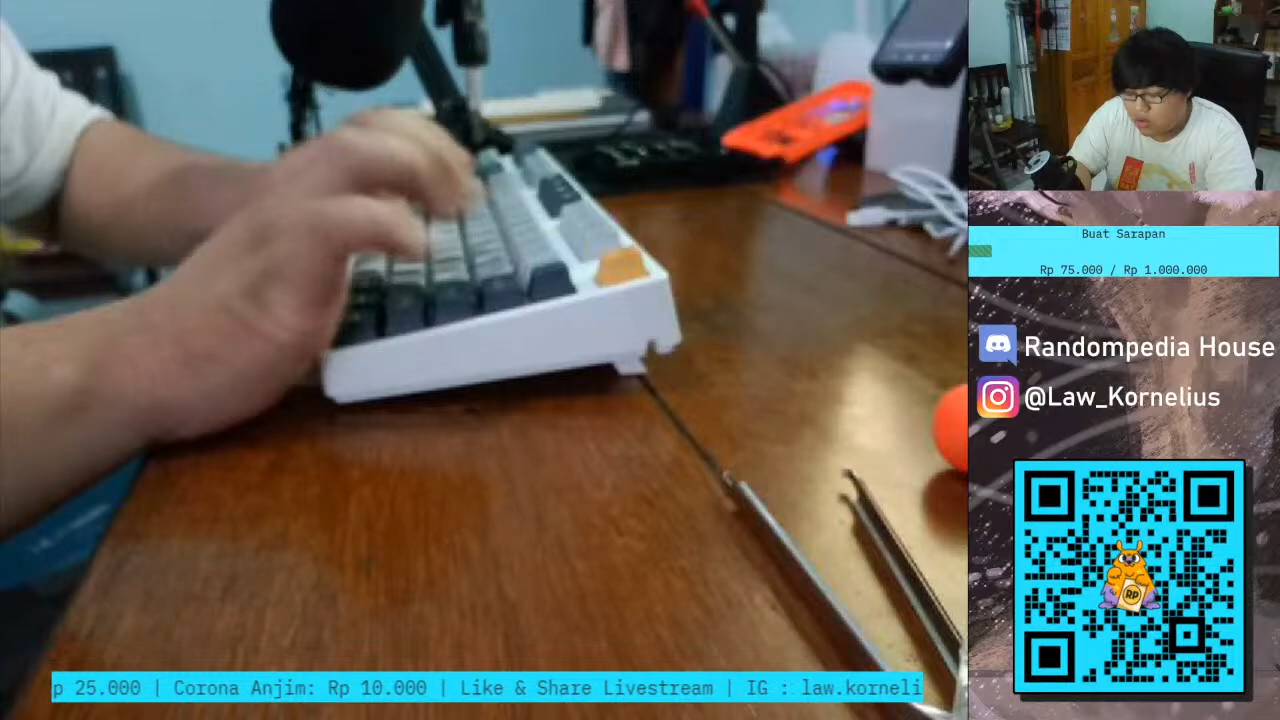 Buat Sarapan
Rp 75.000 / Rp 1.000.000
Randompedia House
@Law_Kornelius
RP
p 25.000 | Corona Anjim: Rp 10.000 | Like & Share Livestream | IG : law.korneli